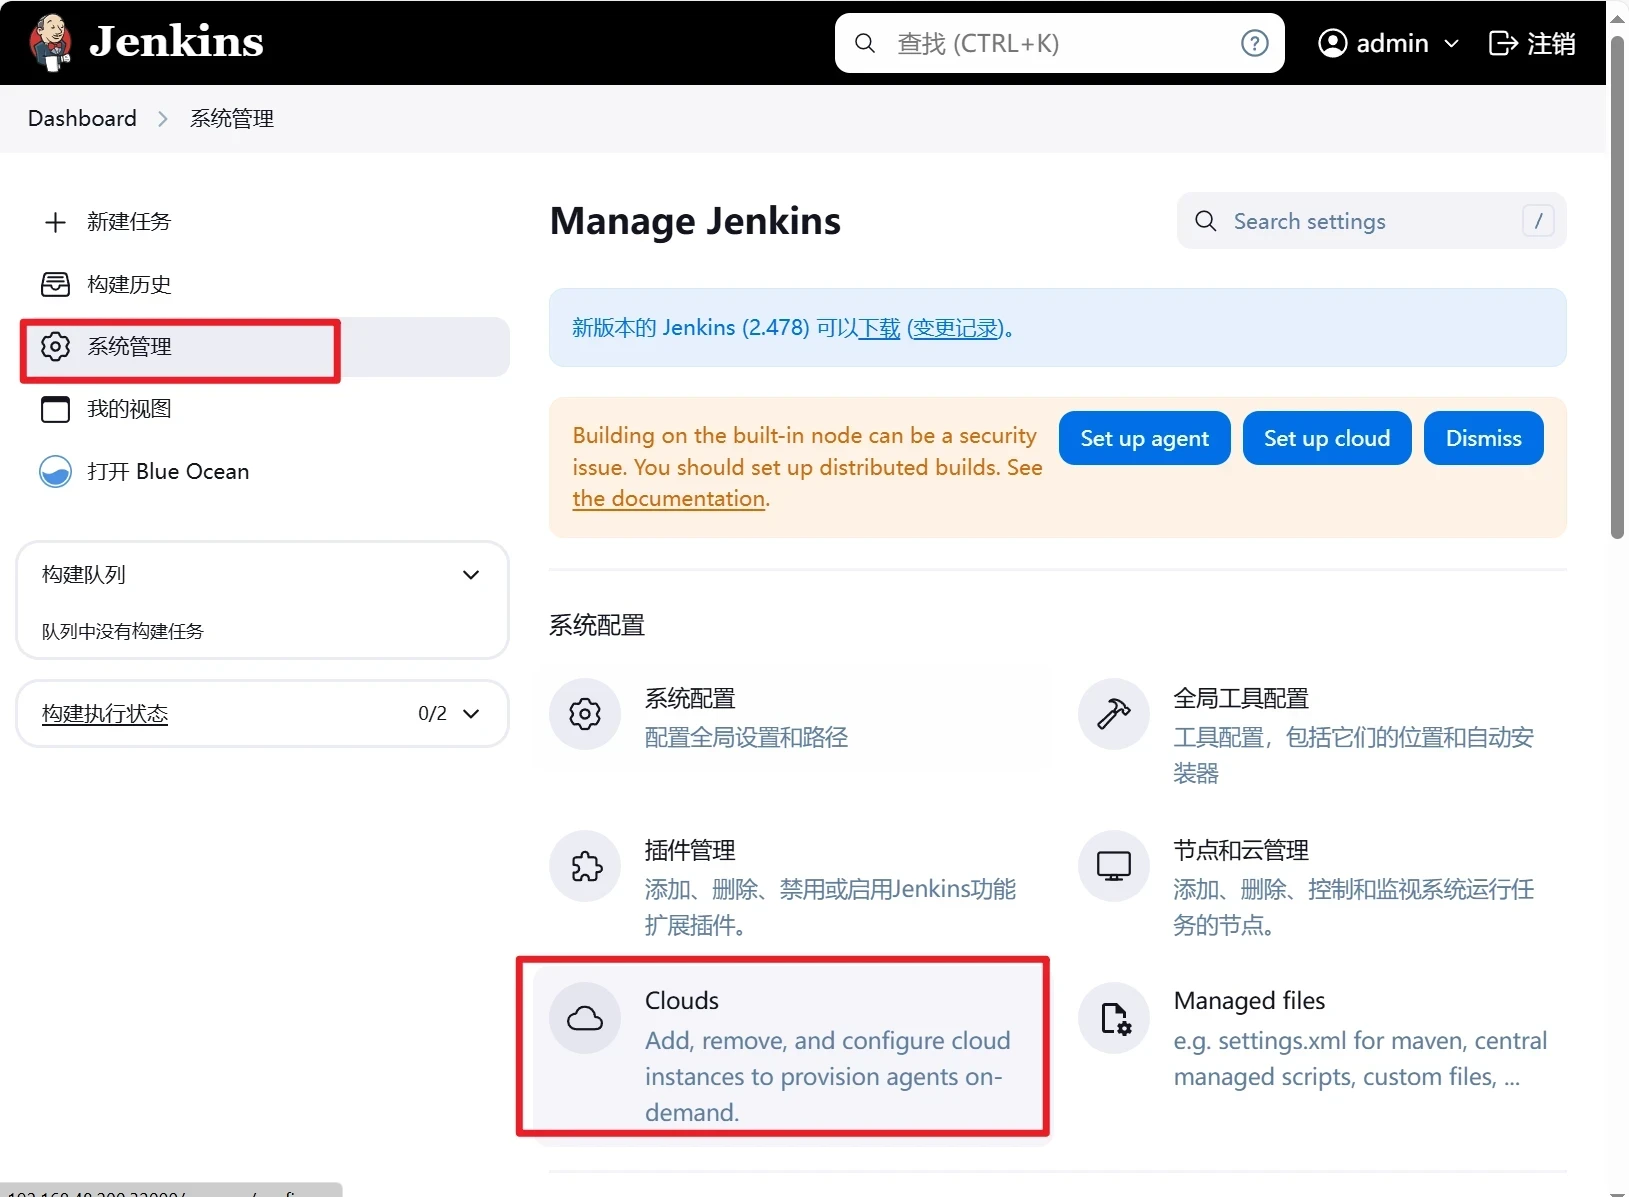 Jenkins
查找 (CTRL+K)
admin
注销
Dashboard
系统管理
新建任务
构建历史
系统管理
我的视图
打开 Blue Ocean
构建队列
队列中没有构建任务
构建执行状态
0/2
Manage Jenkins
Search settings
/
新版本的 Jenkins (2.478) 可以下载 (变更记录)。
Building on the built-in node can be a security
issue. You should set up distributed builds. See
the documentation.
Set up agent
Set up cloud
Dismiss
系统配置
系统配置
配置全局设置和路径
全局工具配置
工具配置，包括它们的位置和自动安
装器
插件管理
添加、删除、禁用或启用Jenkins功能
扩展插件。
节点和云管理
添加、删除、控制和监视系统运行任
务的节点。
Clouds
Add, remove, and configure cloud
instances to provision agents on-
demand.
Managed files
e.g. settings.xml for maven, central
managed scripts, custom files, ...